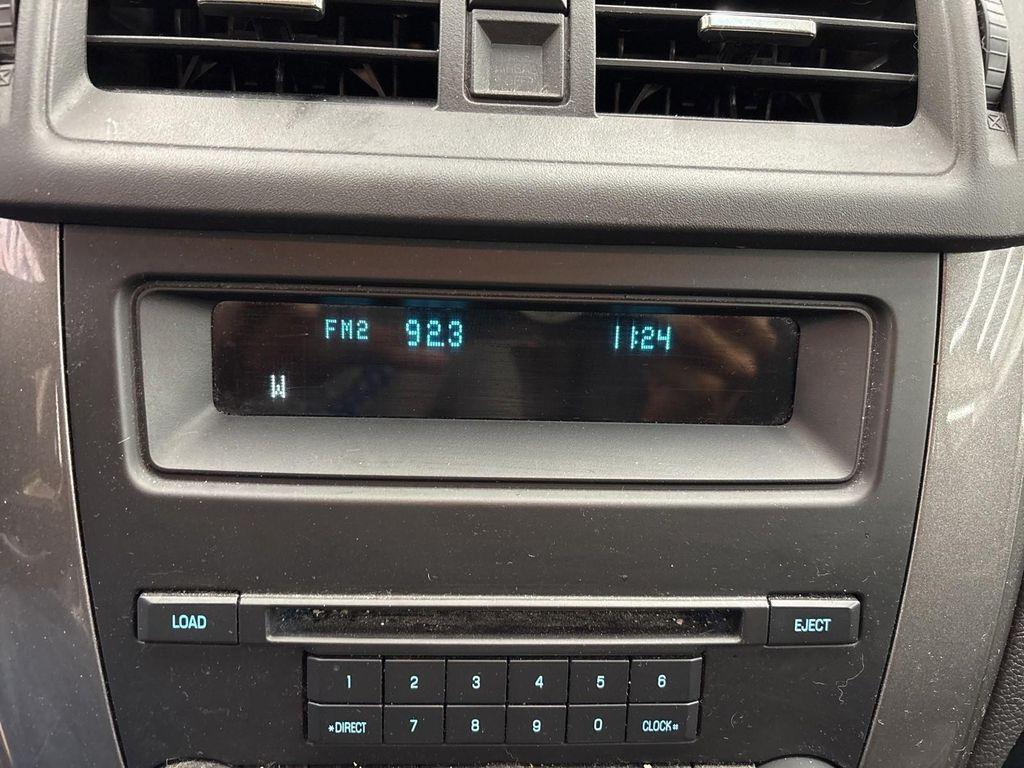 FM2 92.3 11:24
W
LOAD EJECT
1 2 3 4 5 6
*DIRECT 7 8 9 0 CLOCK#